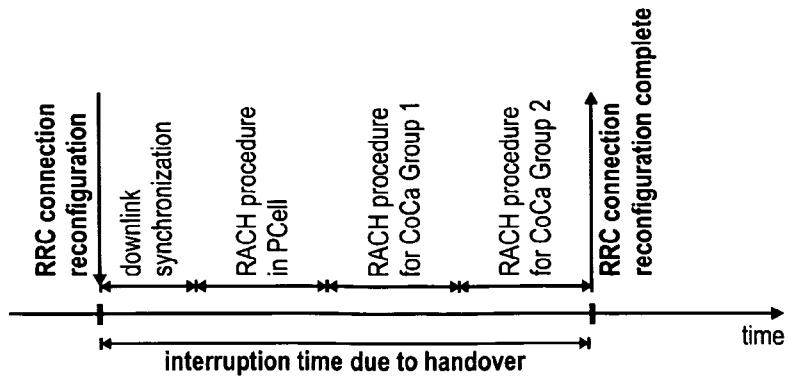 RRC connection
reconfiguration
downlink
synchronization
RACH procedure
in PCell
RACH procedure
for CoCa Group 1
RACH procedure
for CoCa Group 2
RRC connection
reconfiguration complete
time
interruption time due to handover